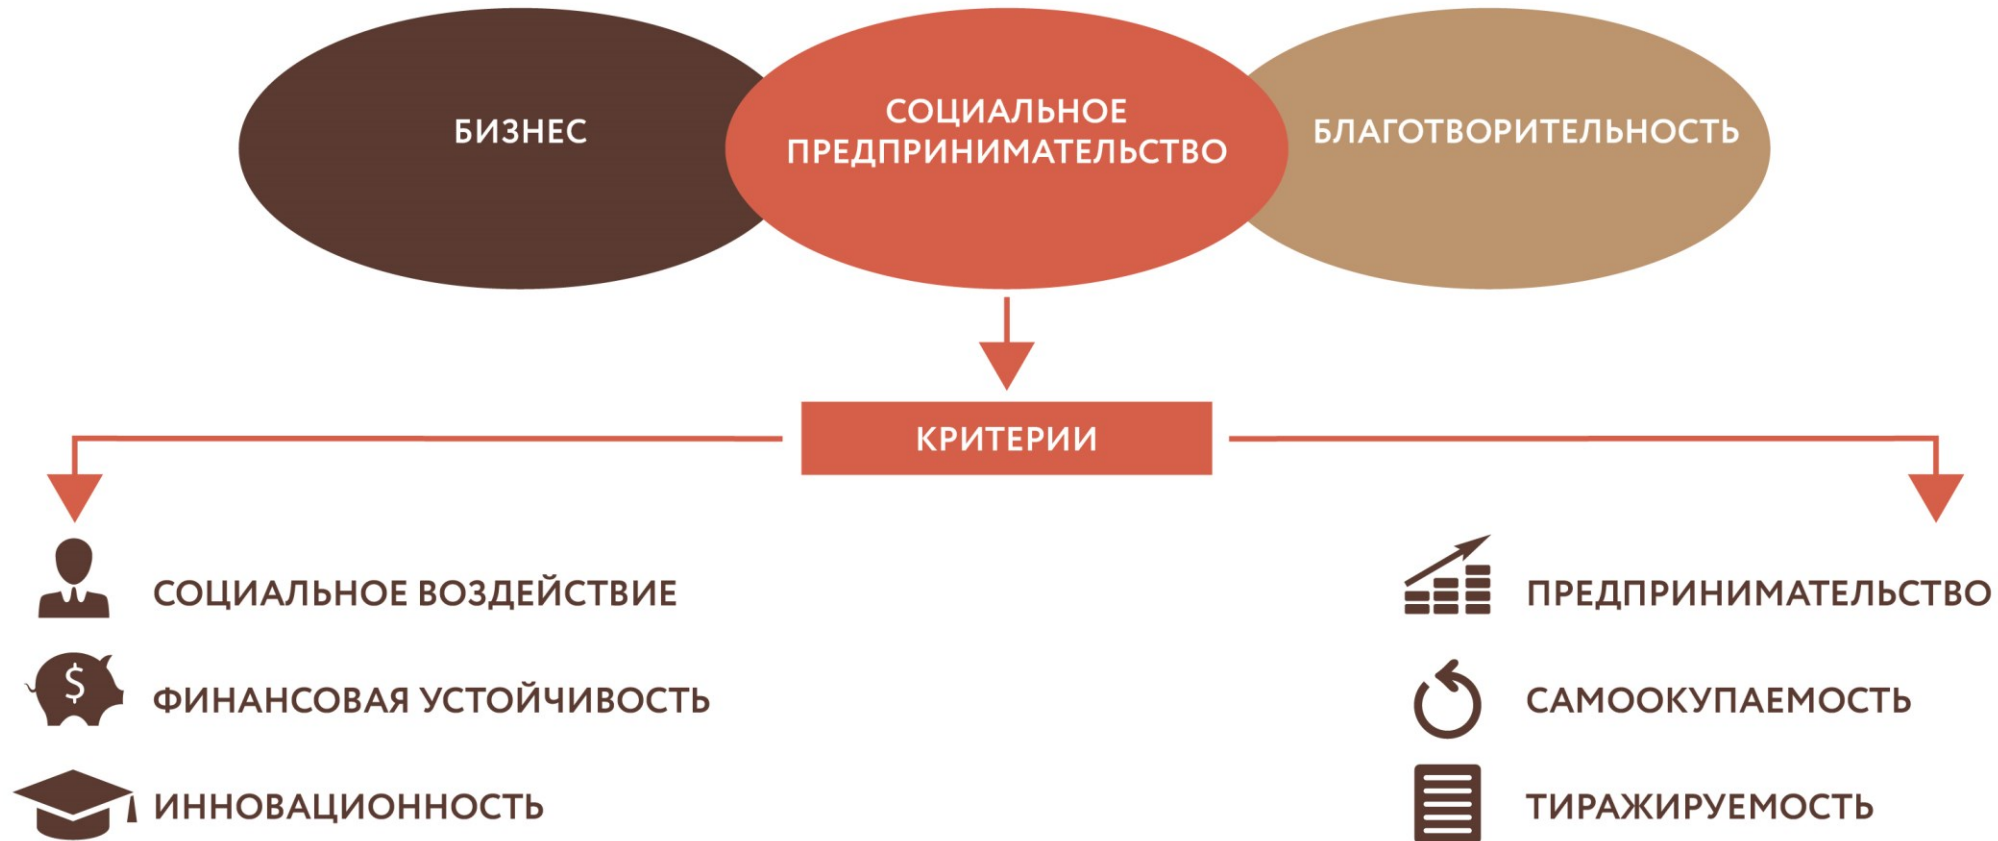 БИЗНЕС
СОЦИАЛЬНОЕ
ПРЕДПРИНИМАТЕЛЬСТВО
БЛАГОТВОРИТЕЛЬНОСТЬ
КРИТЕРИИ
СОЦИАЛЬНОЕ ВОЗДЕЙСТВИЕ
$
ФИНАНСОВАЯ УСТОЙЧИВОСТЬ
ИННОВАЦИОННОСТЬ
ПРЕДПРИНИМАТЕЛЬСТВО
САМООКУПАЕМОСТЬ
ТИРАЖИРУЕМОСТЬ